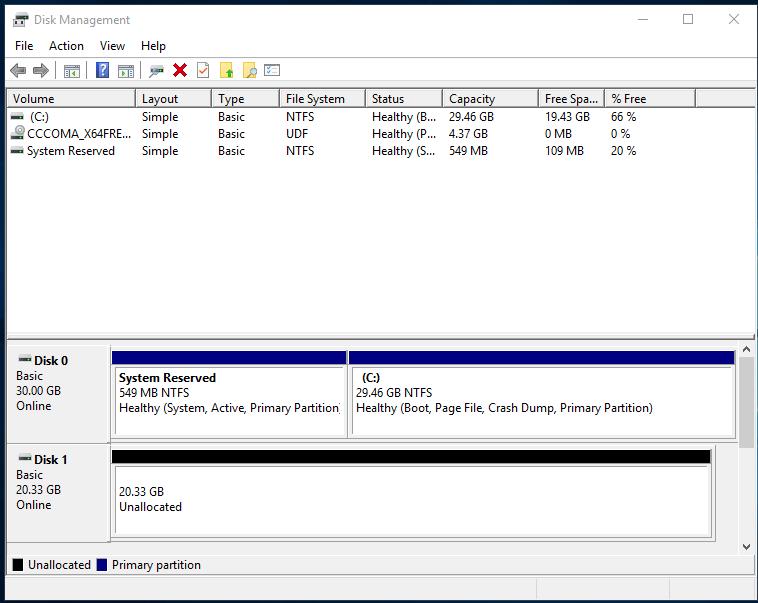 Disk Management
File Action View Help
Volume Layout Type File System Status Capacity Free Spa... % Free
(C:) Simple Basic NTFS Healthy (B... 29.46 GB 19.43 GB 66 %
CCCOMA_X64FRE... Simple Basic UDF Healthy (P... 4.37 GB 0 MB 0 %
System Reserved Simple Basic NTFS Healthy (S... 549 MB 109 MB 20 %
Disk 0
Basic
30.00 GB
Online
System Reserved
549 MB NTFS
Healthy (System, Active, Primary Partition)
(C:)
29.46 GB NTFS
Healthy (Boot, Page File, Crash Dump, Primary Partition)
Disk 1
Basic
20.33 GB
Online
20.33 GB
Unallocated
Unallocated Primary partition